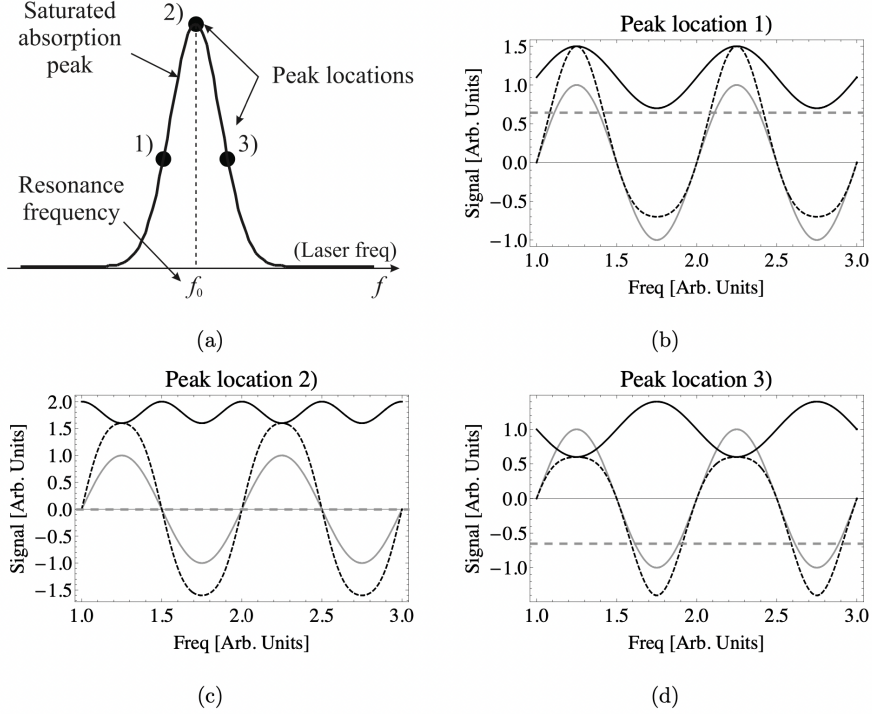 Saturated
absorption
peak
2)
Peak locations
1)
3)
Resonance
frequency
(Laser freq)
f₀
f
(a)
Peak location 1)
Signal [Arb. Units]
1.5
1.0
0.5
0.0
−0.5
−1.0
1.0 1.5 2.0 2.5 3.0
Freq [Arb. Units]
(b)
Peak location 2)
Signal [Arb. Units]
2.0
1.5
1.0
0.5
0.0
−0.5
−1.0
−1.5
1.0 1.5 2.0 2.5 3.0
Freq [Arb. Units]
(c)
Peak location 3)
Signal [Arb. Units]
1.0
0.5
0.0
−0.5
−1.0
1.0 1.5 2.0 2.5 3.0
Freq [Arb. Units]
(d)